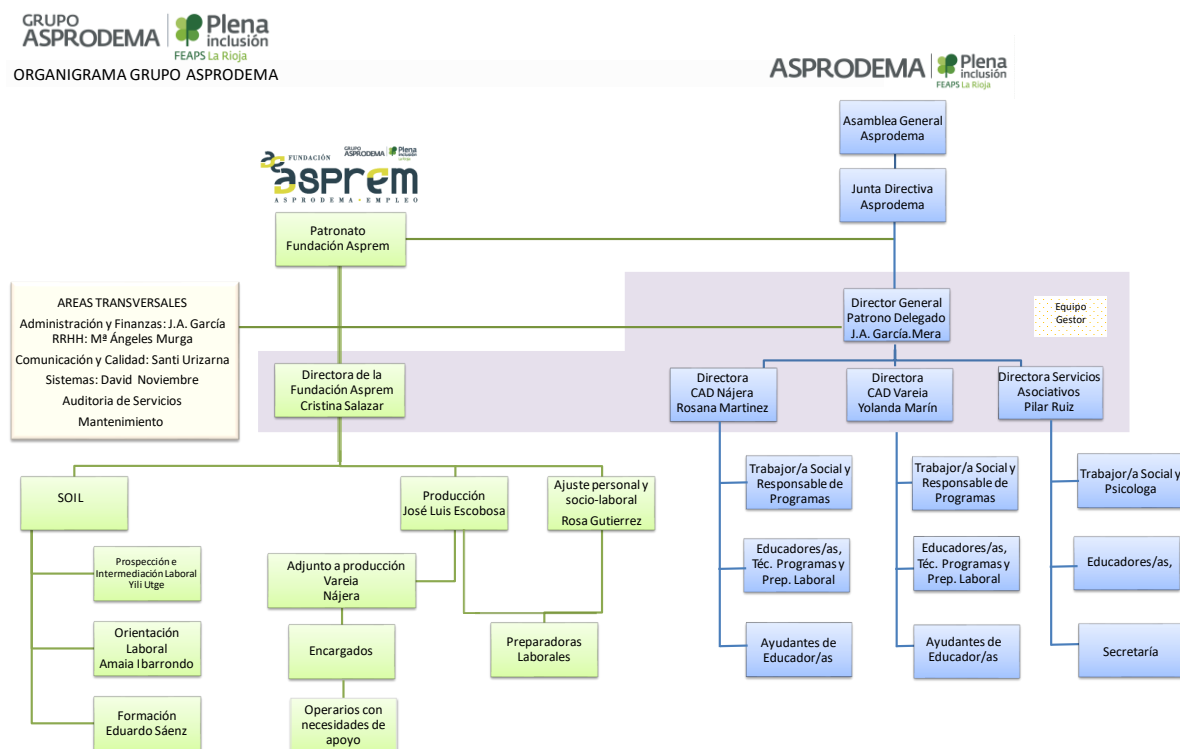 GRUPO
ASPRODEMA
Plena
inclusión
FEAPS La Rioja
ORGANIGRAMA GRUPO ASPRODEMA
ASPRODEMA
Plena
inclusión
FEAPS La Rioja
Asamblea General
Asprodema
Junta Directiva
Asprodema
FUNDACIÓN
GRUPO
ASPRODEMA
Plena
inclusión
asprem
ASPRODEMA - EMPLEO
Patronato
Fundación Asprem
AREAS TRANSVERSALES
Administración y Finanzas: J.A. García
RRHH: Mª Ángeles Murga
Comunicación y Calidad: Santi Urizarna
Sistemas: David Noviembre
Auditoria de Servicios
Mantenimiento
Director General
Patrono Delegado
J.A. García.Mera
Equipo
Gestor
Directora de la
Fundación Asprem
Cristina Salazar
Directora
CAD Nájera
Rosana Martinez
Directora
CAD Vareia
Yolanda Marín
Directora Servicios
Asociativos
Pilar Ruiz
SOIL
Producción
José Luis Escobosa
Ajuste personal y
socio-laboral
Rosa Gutierrez
Trabajor/a Social y
Responsable de
Programas
Trabajor/a Social y
Responsable de
Programas
Trabajor/a Social y
Psicologa
Prospección e
Intermediación Laboral
Yili Utge
Adjunto a producción
Vareia
Nájera
Educadores/as,
Téc. Programas y
Prep. Laboral
Educadores/as,
Téc. Programas y
Prep. Laboral
Educadores/as,
Orientación
Laboral
Amaia Ibarrondo
Encargados
Preparadoras
Laborales
Ayudantes de
Educador/as
Ayudantes de
Educador/as
Secretaría
Formación
Eduardo Sáenz
Operarios con
necesidades de
apoyo